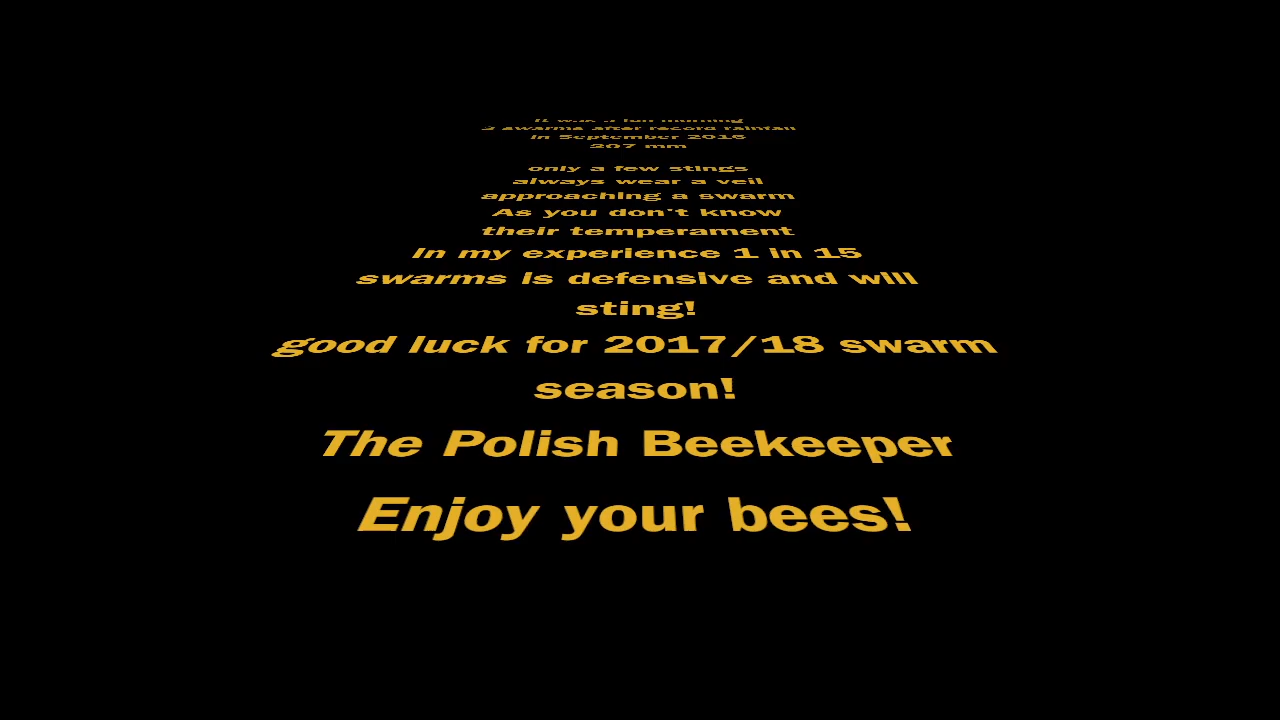 it was a fun morning
3 swarms after record rainfall
in September 2016
207 mm
only a few stings
always wear a veil
approaching a swarm
As you don't know
their temperament
In my experience 1 in 15
swarms is defensive and will
sting!
good luck for 2017/18 swarm
season!
The Polish Beekeeper
Enjoy your bees!